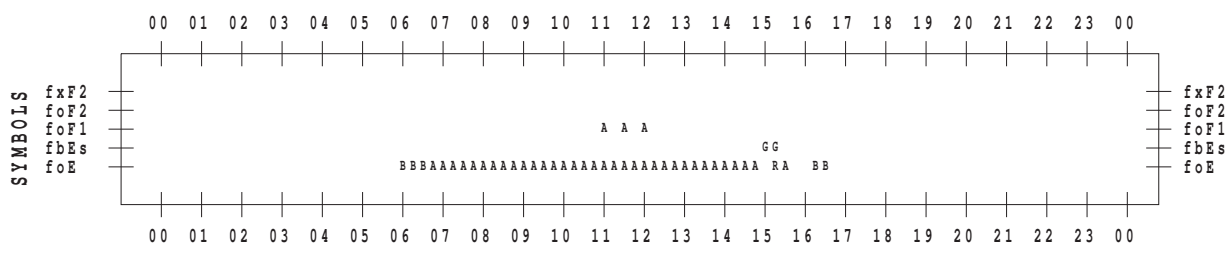 00 01 02 03 04 05 06 07 08 09 10 11 12 13 14 15 16 17 18 19 20 21 22 23 00
SYMBOLS
fxF2 fxF2
foF2 foF2
foF1 A A A foF1
fbEs GG fbEs
foE BBBAAAAAAAAAAAAAAAAAAAAAAAAAAAAAAAAA RA BB foE
00 01 02 03 04 05 06 07 08 09 10 11 12 13 14 15 16 17 18 19 20 21 22 23 00